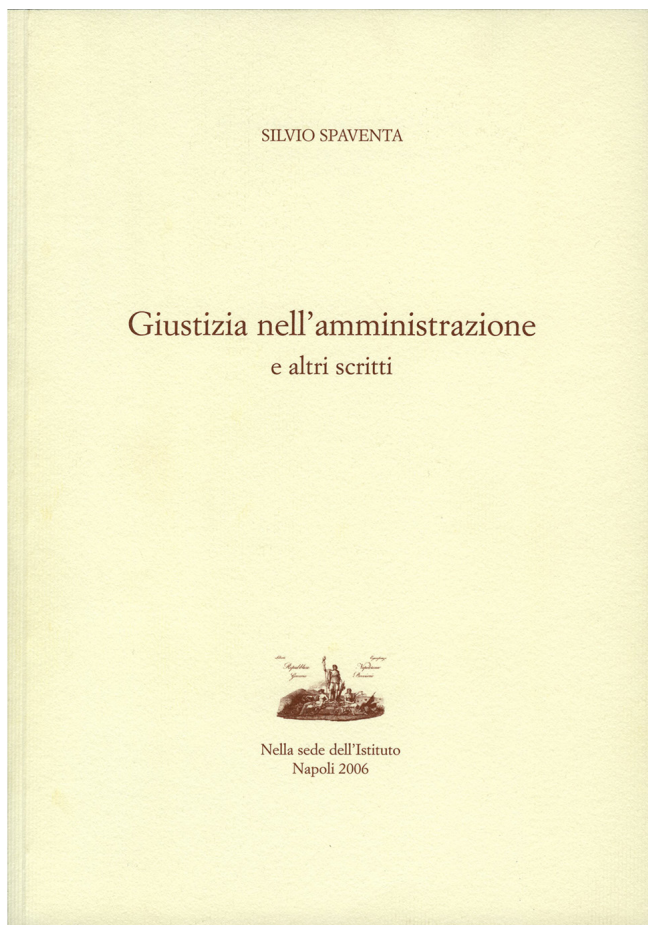 SILVIO SPAVENTA
Giustizia nell'amministrazione
e altri scritti
Nella sede dell'Istituto
Napoli 2006